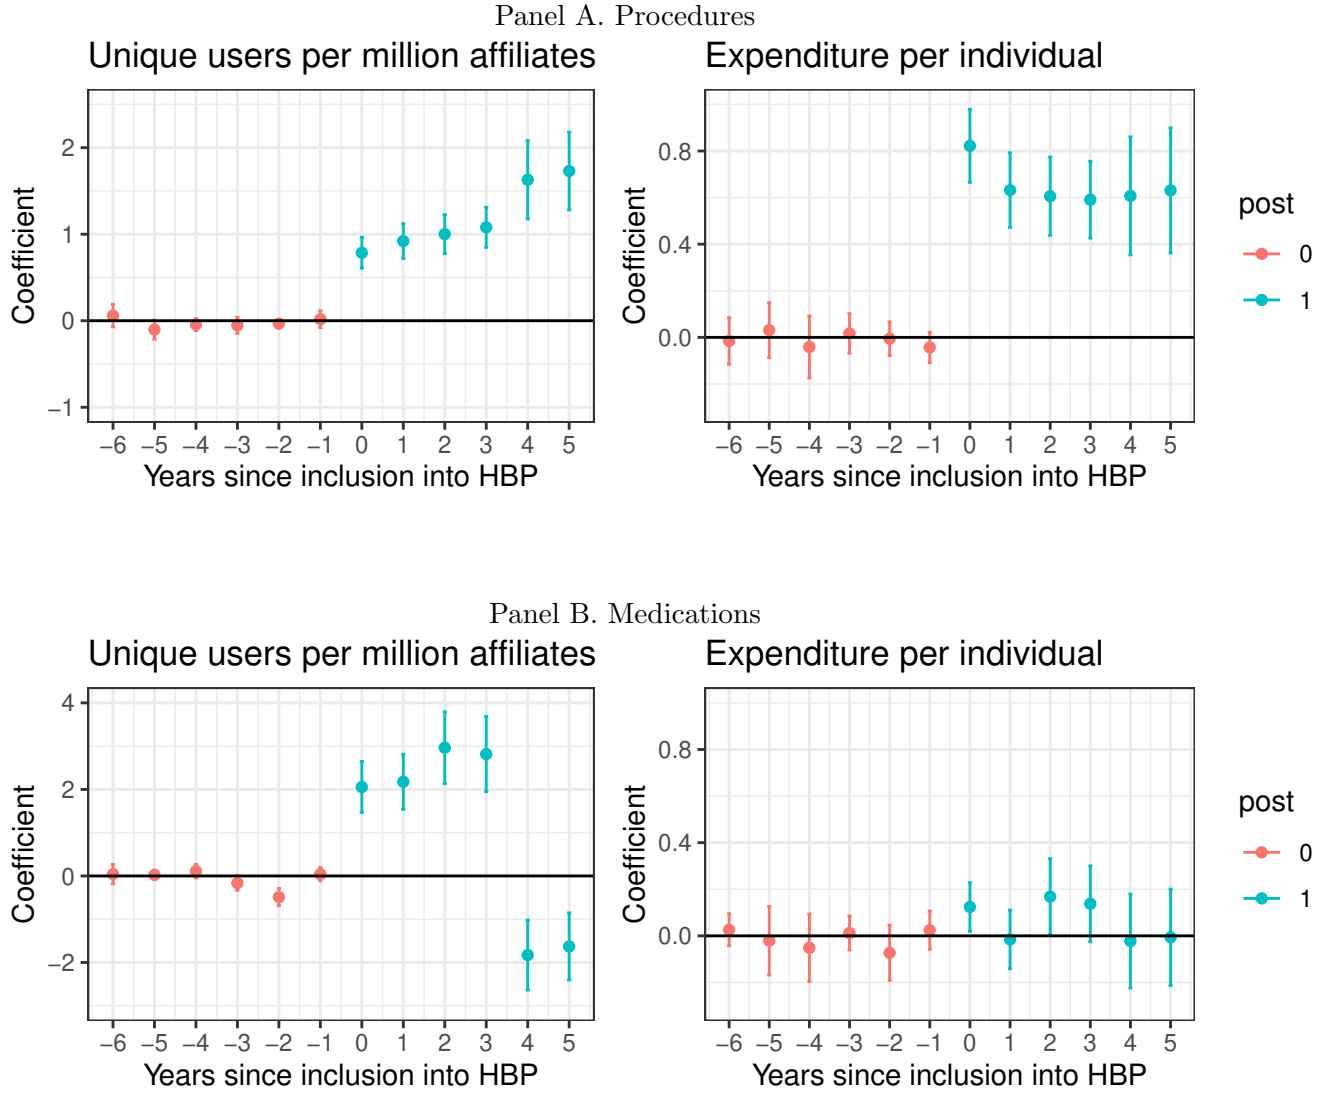 Panel A. Procedures
Unique users per million affiliates
Coefficient
2
1
0
−1
−6 −5 −4 −3 −2 −1 0 1 2 3 4 5
Years since inclusion into HBP
Expenditure per individual
Coefficient
0.8
0.4
0.0
−6 −5 −4 −3 −2 −1 0 1 2 3 4 5
Years since inclusion into HBP
post
0
1
Panel B. Medications
Unique users per million affiliates
Coefficient
4
2
0
−2
−6 −5 −4 −3 −2 −1 0 1 2 3 4 5
Years since inclusion into HBP
Expenditure per individual
Coefficient
0.8
0.4
0.0
−6 −5 −4 −3 −2 −1 0 1 2 3 4 5
Years since inclusion into HBP
post
0
1